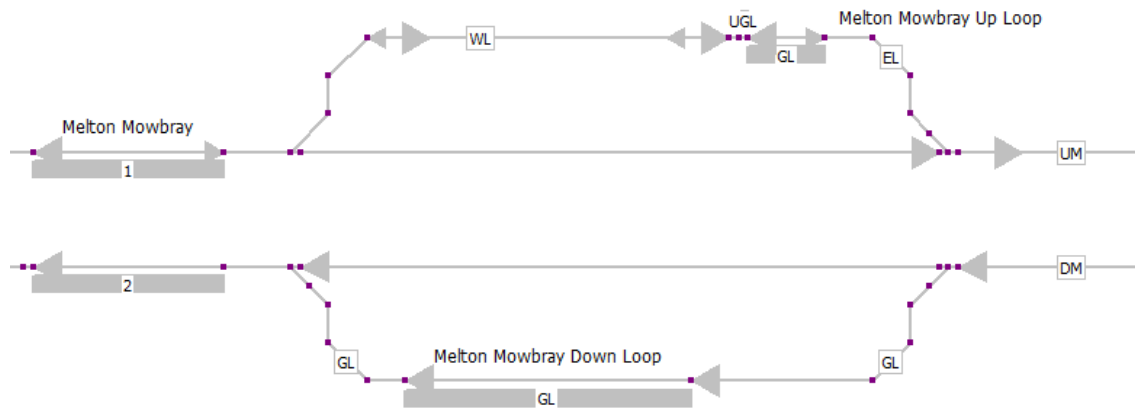 UGL
Melton Mowbray Up Loop
WL
GL
EL
Melton Mowbray
1
UM
2
DM
Melton Mowbray Down Loop
GL
GL
GL